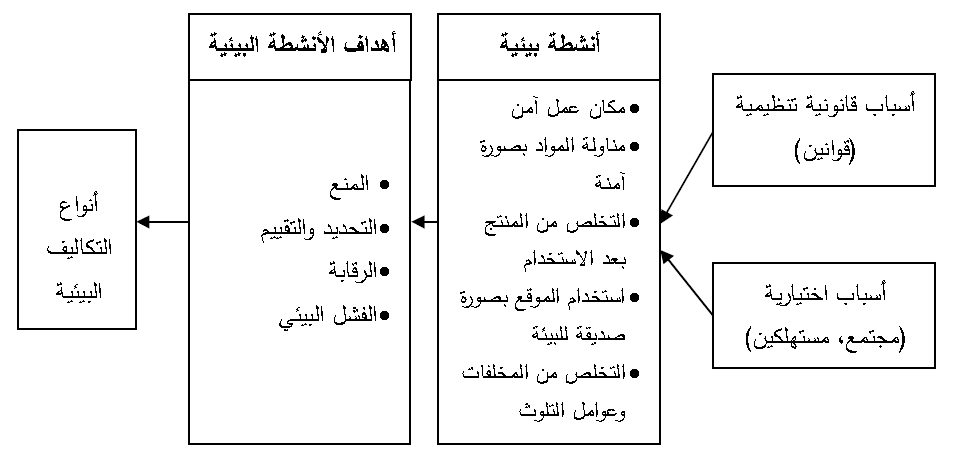 أسباب قانونية تنظيمية
(قوانين)
أسباب اختيارية
(مجتمع، مستهلكين)
أنشطة بيئية
• مكان عمل آمن
• مناولة المواد بصورة
آمنة
• التخلص من المنتج
بعد الاستخدام
• استخدام الموقع بصورة
صديقة للبيئة
• التخلص من المخلفات
وعوامل التلوث
أهداف الأنشطة البيئية
• المنع
• التحديد والتقييم
• الرقابة
• الفشل البيئي
أنواع
التكاليف
البيئية